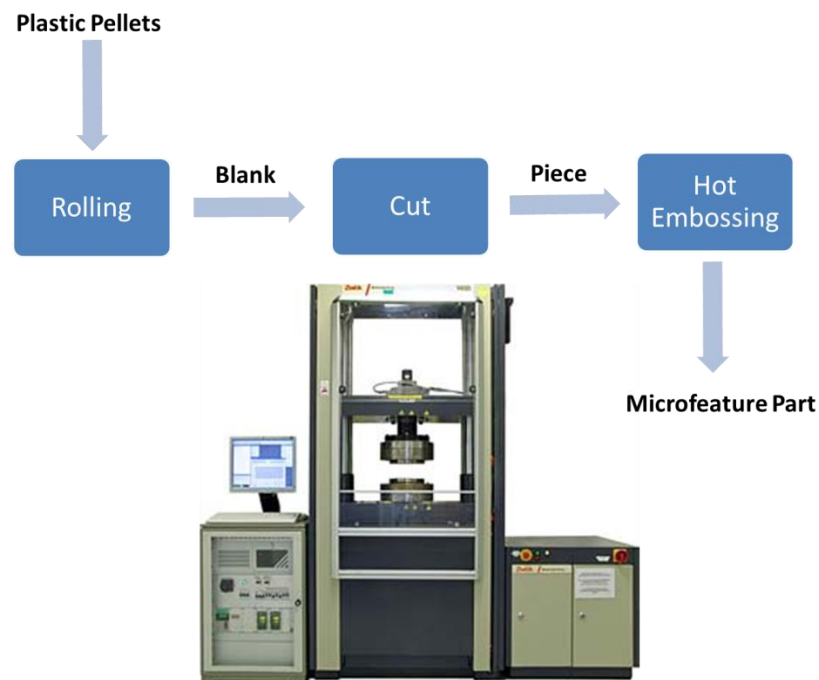 Plastic Pellets
Rolling
Blank
Cut
Piece
Hot
Embossing
Microfeature Part
Zwick